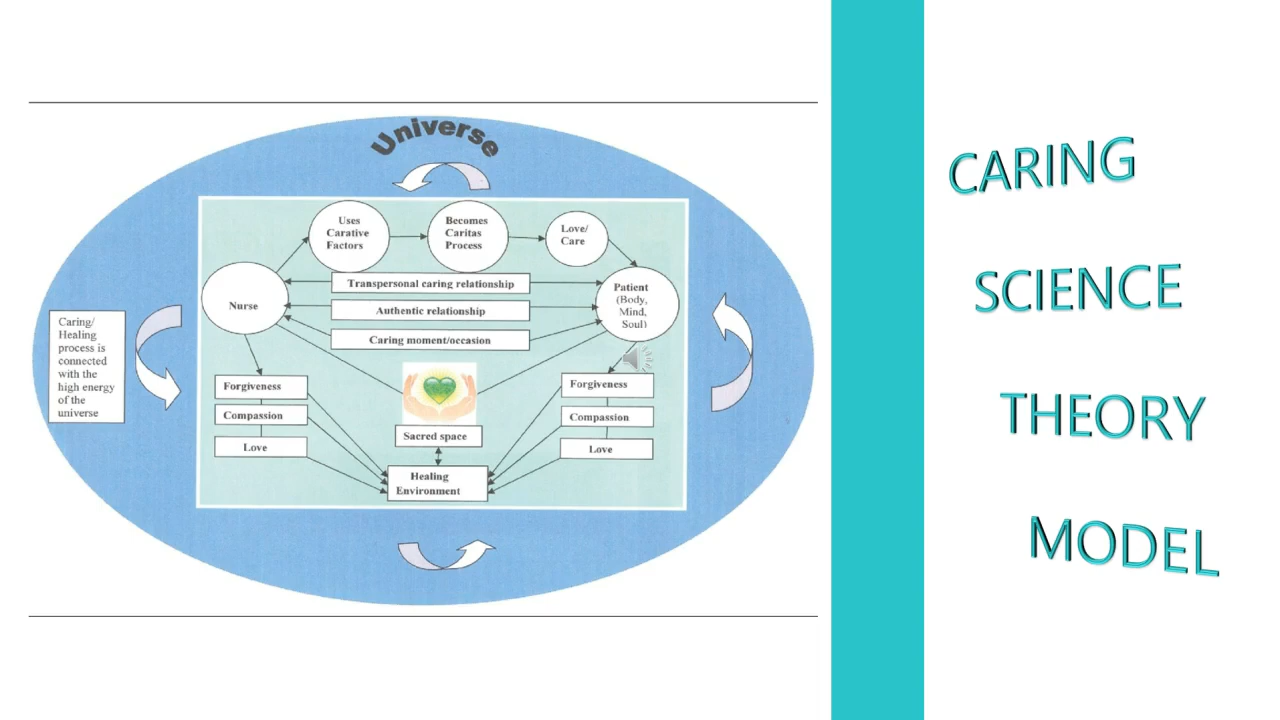 Universe
Uses
Carative
Factors
Becomes
Caritas
Process
Love/
Care
Nurse
Transpersonal caring relationship
Authentic relationship
Caring moment/occasion
Patient
(Body,
Mind,
Soul)
Caring/
Healing
process is
connected
with the
high energy
of the
universe
Forgiveness
Compassion
Love
Sacred space
Healing
Environment
Forgiveness
Compassion
Love
CARING
SCIENCE
THEORY
MODEL